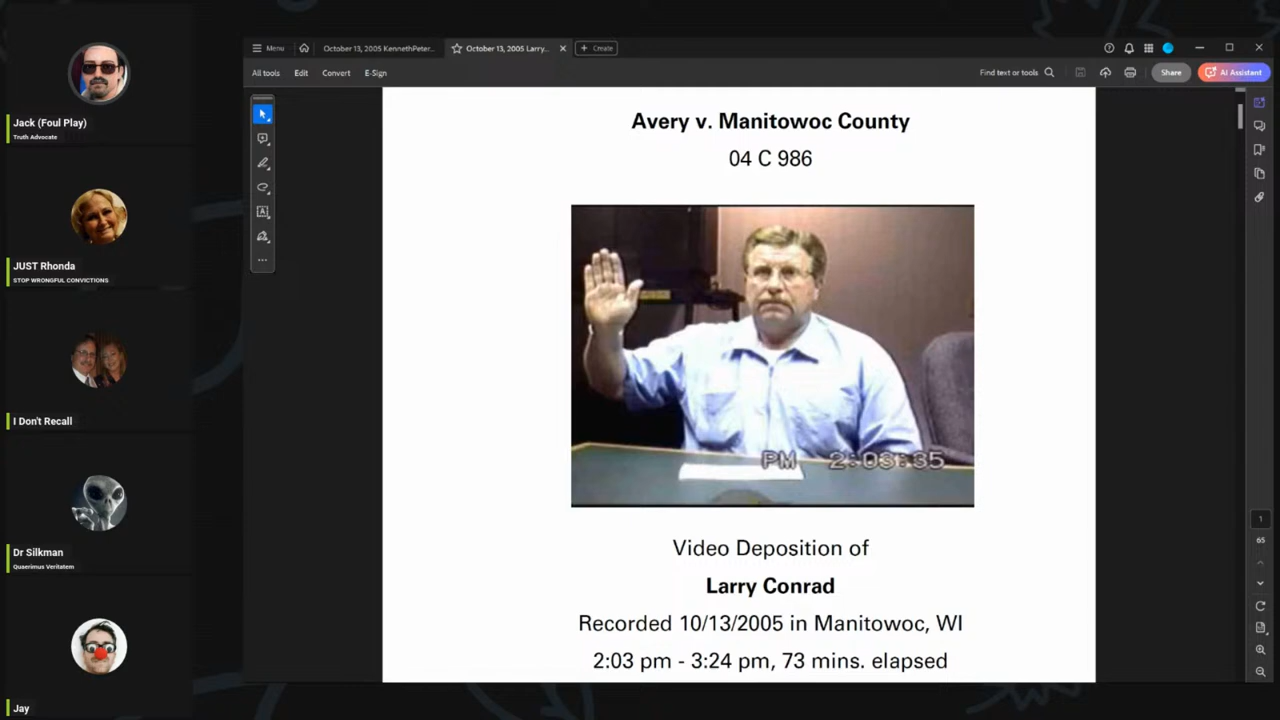 Jack (Foul Play)
Truth Advocate
JUST Rhonda
STOP WRONGFUL CONVICTIONS
I Don't Recall
Dr Silkman
Quaerimus Veritatem
Jay
Menu
October 13, 2005 KennethPeter...
October 13, 2005 Larry...
Create
All tools
Edit
Convert
E-Sign
Find text or tools
Share
AI Assistant
Avery v. Manitowoc County
04 C 986
PM 2:03:35
Video Deposition of
Larry Conrad
Recorded 10/13/2005 in Manitowoc, WI
2:03 pm - 3:24 pm, 73 mins. elapsed
1
65